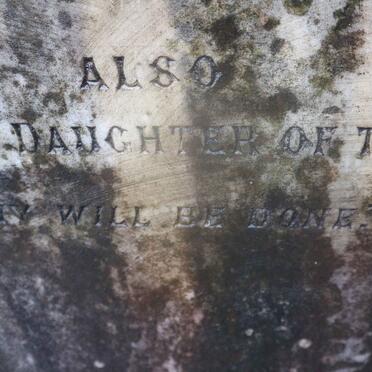 ALSO
DAUGHTER OF T
Y WILL BE DONE.